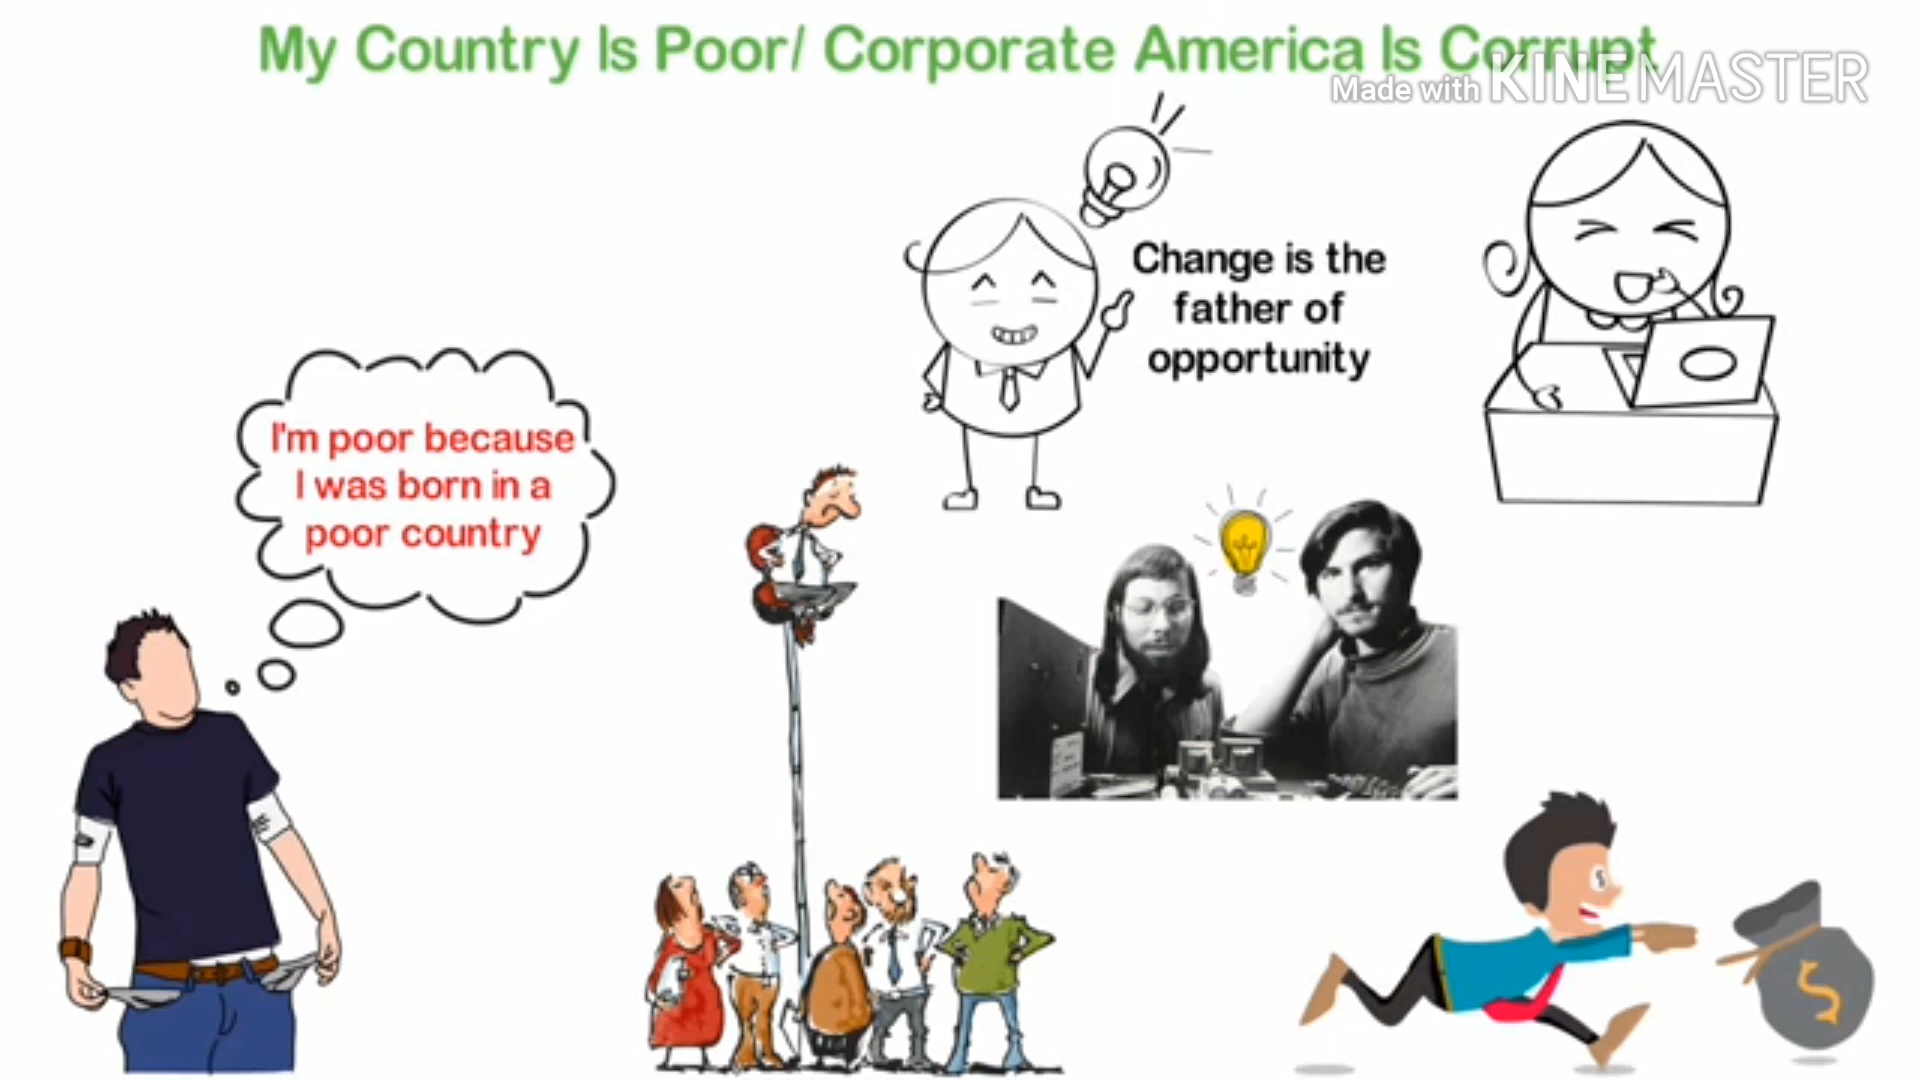 My Country Is Poor/ Corporate America Is Corrupt
Made with KINEMASTER
Change is the
father of
opportunity
I'm poor because
I was born in a
poor country
$